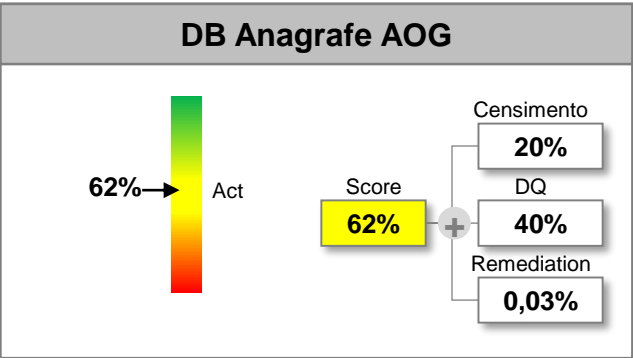 DB Anagrafe AOG
62%
Act
Score
62%
+
Censimento
20%
DQ
40%
Remediation
0,03%